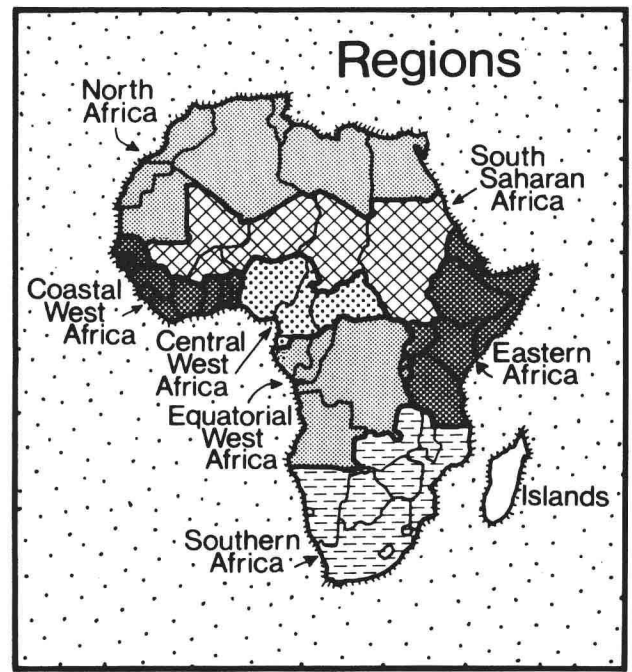 Regions
North
Africa
South
Saharan
Africa
Coastal
West
Africa
Central
West
Africa
Eastern
Africa
Equatorial
West
Africa
Islands
Southern
Africa